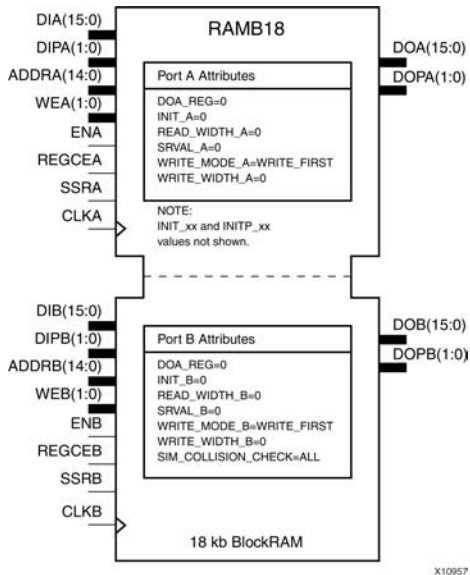 RAMB18
DIA(15:0)
DIPA(1:0)
ADDRA(14:0)
WEA(1:0)
ENA
REGCEA
SSRA
CLKA
Port A Attributes
DOA_REG=0
INIT_A=0
READ_WIDTH_A=0
SRVAL_A=0
WRITE_MODE_A=WRITE_FIRST
WRITE_WIDTH_A=0
NOTE:
INIT_xx and INITP_xx
values not shown.
DOA(15:0)
DOPA(1:0)
DIB(15:0)
DIPB(1:0)
ADDRB(14:0)
WEB(1:0)
ENB
REGCEB
SSRB
CLKB
Port B Attributes
DOA_REG=0
INIT_B=0
READ_WIDTH_B=0
SRVAL_B=0
WRITE_MODE_B=WRITE_FIRST
WRITE_WIDTH_B=0
SIM_COLLISION_CHECK=ALL
DOB(15:0)
DOPB(1:0)
18 kb BlockRAM
X10957